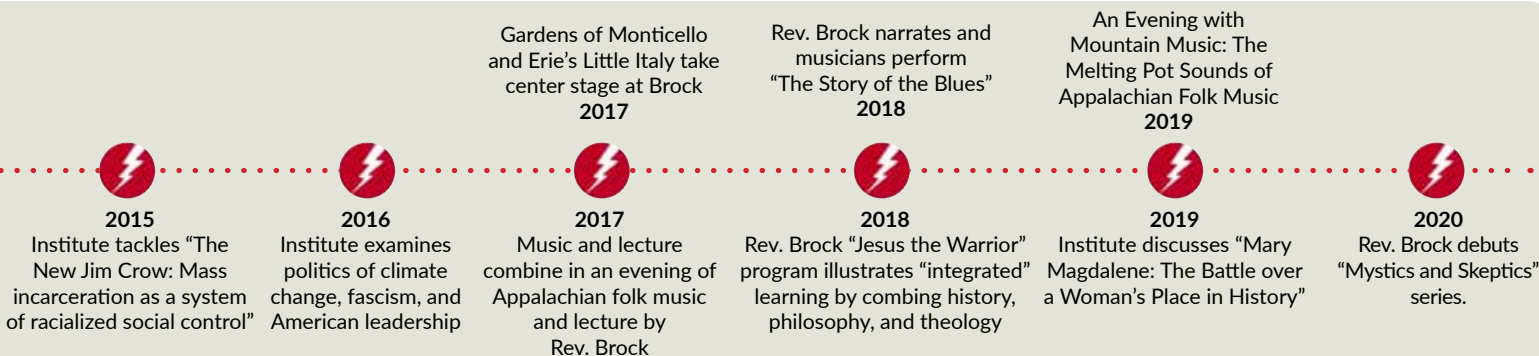 Gardens of Monticello
and Erie’s Little Italy take
center stage at Brock
2017
Rev. Brock narrates and
musicians perform
“The Story of the Blues”
2018
An Evening with
Mountain Music: The
Melting Pot Sounds of
Appalachian Folk Music
2019
2015
Institute tackles “The
New Jim Crow: Mass
incarceration as a system
of racialized social control”
2016
Institute examines
politics of climate
change, fascism, and
American leadership
2017
Music and lecture
combine in an evening of
Appalachian folk music
and lecture by
Rev. Brock
2018
Rev. Brock “Jesus the Warrior”
program illustrates “integrated”
learning by combing history,
philosophy, and theology
2019
Institute discusses “Mary
Magdalene: The Battle over
a Woman’s Place in History”
2020
Rev. Brock debuts
“Mystics and Skeptics”
series.